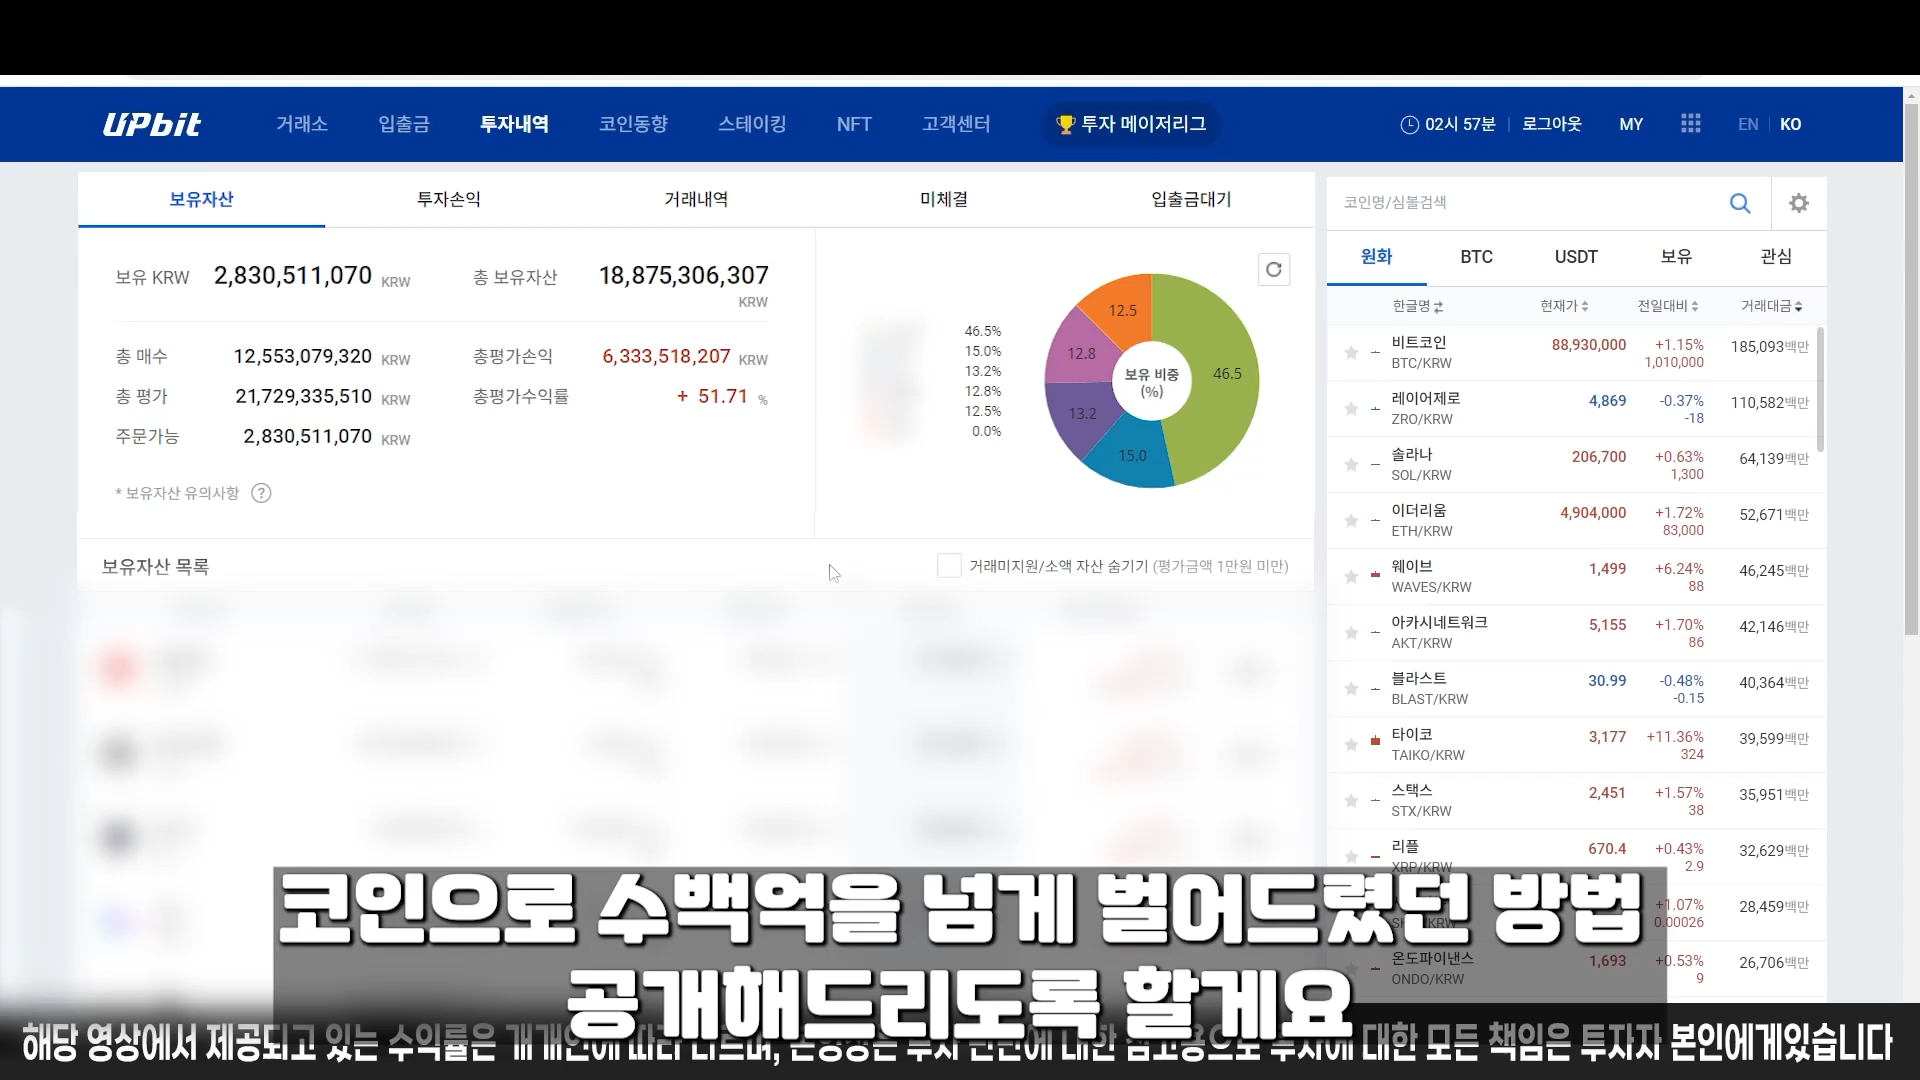 UPbit 거래소 입출금 투자내역 코인동향 스테이킹 NFT 고객센터 투자 메이저리그 02시 57분 로그아웃 MY EN KO
보유자산 투자손익 거래내역 미체결 입출금대기
보유 KRW 2,830,511,070 KRW 총 보유자산 18,875,306,307 KRW
총 매수 12,553,079,320 KRW 총평가손익 6,333,518,207 KRW
총 평가 21,729,335,510 KRW 총평가수익률 + 51.71 %
주문가능 2,830,511,070 KRW
* 보유자산 유의사항 ?
46.5%
15.0%
13.2%
12.8%
12.5%
0.0%
보유 비중
(%)
46.5
15.0
13.2
12.8
12.5
보유자산 목록 거래미지원/소액 자산 숨기기 (평가금액 1만원 미만)
코인명/심볼검색
원화 BTC USDT 보유 관심
한글명 현재가 전일대비 거래대금
비트코인 88,930,000 +1.15% 185,093백만
BTC/KRW 1,010,000
레이어제로 4,869 -0.37% 110,582백만
ZRO/KRW -18
솔라나 206,700 +0.63% 64,139백만
SOL/KRW 1,300
이더리움 4,904,000 +1.72% 52,671백만
ETH/KRW 83,000
웨이브 1,499 +6.24% 46,245백만
WAVES/KRW 88
아카시네트워크 5,155 +1.70% 42,146백만
AKT/KRW 86
블라스트 30.99 -0.48% 40,364백만
BLAST/KRW -0.15
타이코 3,177 +11.36% 39,599백만
TAIKO/KRW 324
스택스 2,451 +1.57% 35,951백만
STX/KRW 38
리플 670.4 +0.43% 32,629백만
XRP/KRW 2.9
+1.07% 28,459백만
0.00026
온도파이낸스 1,693 +0.53% 26,706백만
ONDO/KRW 9
코인으로 수백억을 넘게 벌어드렸던 방법
공개해드리도록 할게요
해당 영상에서 제공되고 있는 수익률은 대한 모든 책임은 투자자 본인에게있습니다